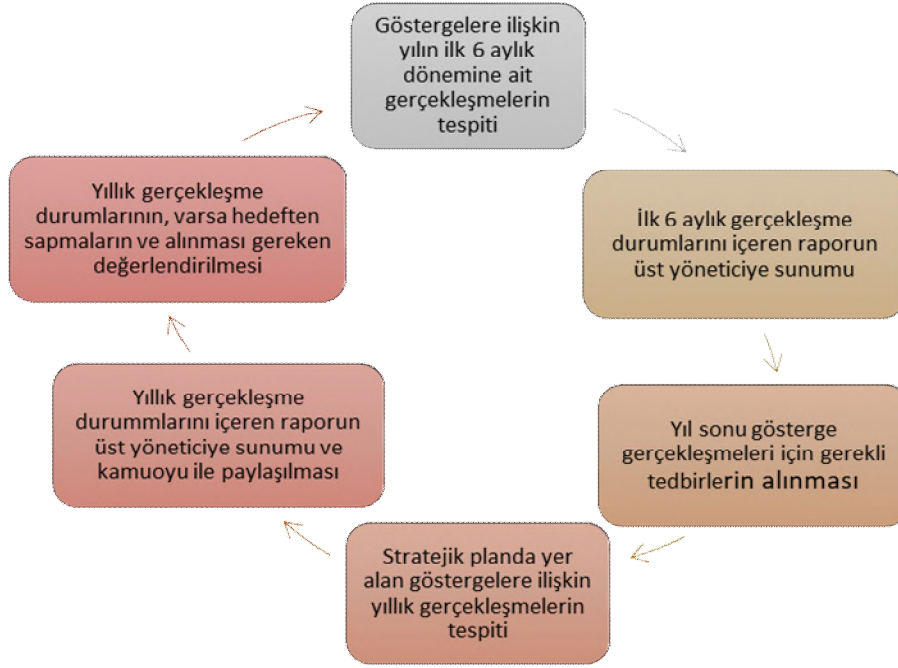 Göstergelere ilişkin
yılın ilk 6 aylık
dönemine ait
gerçekleşmelerin
tespiti
İlk 6 aylık gerçekleşme
durumlarını içeren raporun
üst yöneticiye sunumu
Yıl sonu gösterge
gerçekleşmeleri için gerekli
tedbirlerin alınması
Stratejik planda yer
alan göstergelere ilişkin
yıllık gerçekleşmelerin
tespiti
Yıllık gerçekleşme
durummlarını içeren raporun
üst yöneticiye sunumu ve
kamuoyu ile paylaşılması
Yıllık gerçekleşme
durumlarının, varsa hedeften
sapmaların ve alınması gereken
değerlendirilmesi